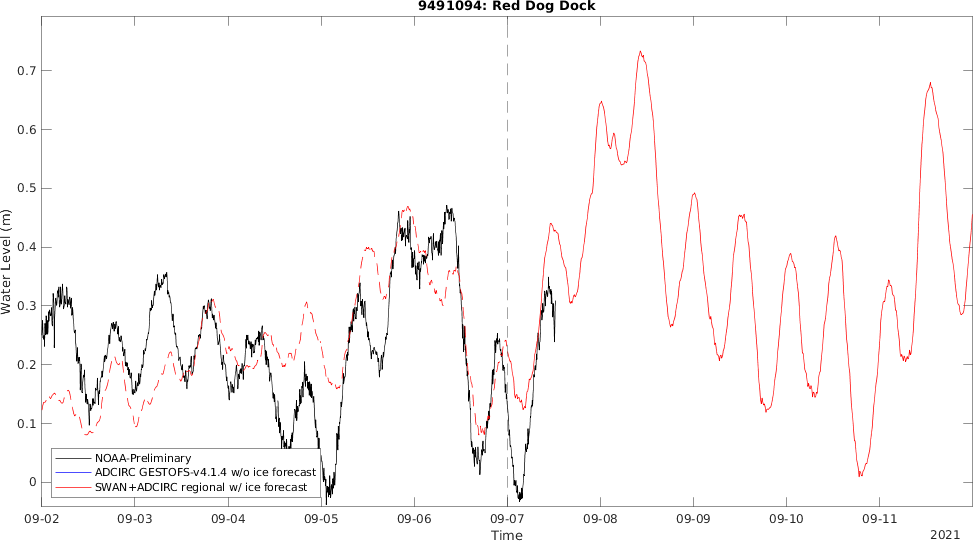 9491094: Red Dog Dock
Water Level (m)
0.7
0.6
0.5
0.4
0.3
0.2
0.1
0
NOAA-Preliminary
ADCIRC GESTOFS-v4.1.4 w/o ice forecast
SWAN+ADCIRC regional w/ ice forecast
09-02 09-03 09-04 09-05 09-06 09-07 09-08 09-09 09-10 09-11
Time
2021